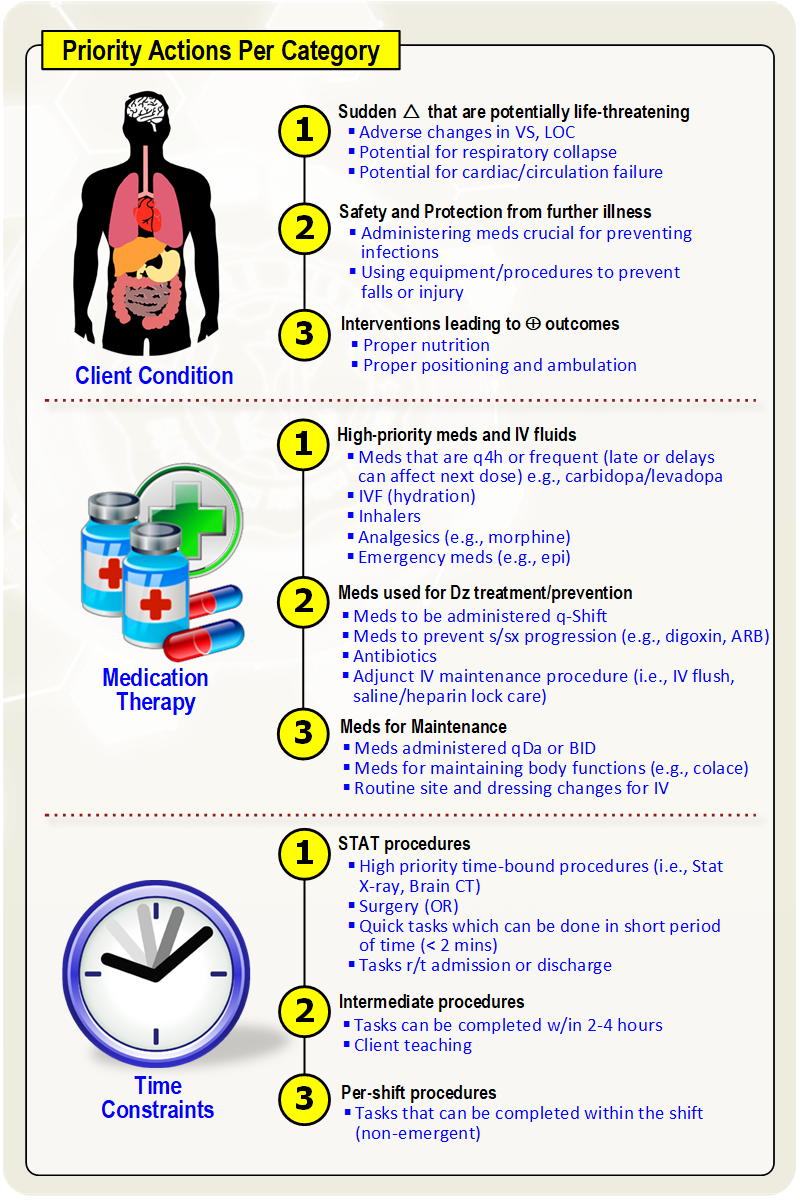 Priority Actions Per Category
1
Sudden △ that are potentially life-threatening
▪ Adverse changes in VS, LOC
▪ Potential for respiratory collapse
▪ Potential for cardiac/circulation failure
2
Safety and Protection from further illness
▪ Administering meds crucial for preventing
infections
▪ Using equipment/procedures to prevent
falls or injury
3
Interventions leading to ⊕ outcomes
▪ Proper nutrition
▪ Proper positioning and ambulation
Client Condition
1
High-priority meds and IV fluids
▪ Meds that are q4h or frequent (late or delays
can affect next dose) e.g., carbidopa/levadopa
▪ IVF (hydration)
▪ Inhalers
▪ Analgesics (e.g., morphine)
▪ Emergency meds (e.g., epi)
2
Meds used for Dz treatment/prevention
▪ Meds to be administered q-Shift
▪ Meds to prevent s/sx progression (e.g., digoxin, ARB)
▪ Antibiotics
▪ Adjunct IV maintenance procedure (i.e., IV flush,
saline/heparin lock care)
3
Meds for Maintenance
▪ Meds administered qDa or BID
▪ Meds for maintaining body functions (e.g., colace)
▪ Routine site and dressing changes for IV
Medication
Therapy
1
STAT procedures
▪ High priority time-bound procedures (i.e., Stat
X-ray, Brain CT)
▪ Surgery (OR)
▪ Quick tasks which can be done in short period
of time (< 2 mins)
▪ Tasks r/t admission or discharge
2
Intermediate procedures
▪ Tasks can be completed w/in 2-4 hours
▪ Client teaching
3
Per-shift procedures
▪ Tasks that can be completed within the shift
(non-emergent)
Time
Constraints